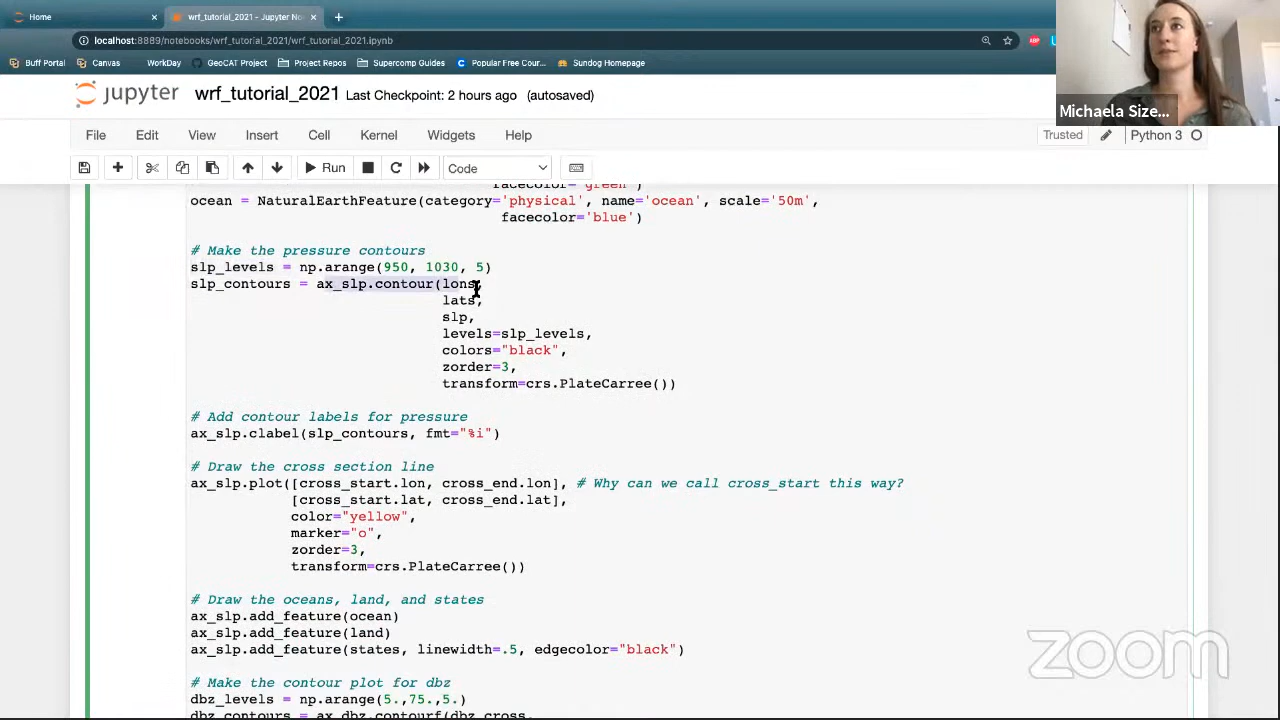 Home
wrf_tutorial_2021 - Jupyter No
localhost:8889/notebooks/wrf_tutorial_2021/wrf_tutorial_2021.ipynb
Buff Portal Canvas WorkDay GeoCAT Project Project Repos Supercomp Guides Popular Free Cour... Sundog Homepage
jupyter wrf_tutorial_2021 Last Checkpoint: 2 hours ago (autosaved)
Michaela Size...
File Edit View Insert Cell Kernel Widgets Help
Trusted Python 3
Run Code
facecolor='green')
ocean = NaturalEarthFeature(category='physical', name='ocean', scale='50m',
facecolor='blue')
# Make the pressure contours
slp_levels = np.arange(950, 1030, 5)
slp_contours = ax_slp.contour(lons,
lats,
slp,
levels=slp_levels,
colors="black",
zorder=3,
transform=crs.PlateCarree())
# Add contour labels for pressure
ax_slp.clabel(slp_contours, fmt="%i")
# Draw the cross section line
ax_slp.plot([cross_start.lon, cross_end.lon], # Why can we call cross_start this way?
[cross_start.lat, cross_end.lat],
color="yellow",
marker="o",
zorder=3,
transform=crs.PlateCarree())
# Draw the oceans, land, and states
ax_slp.add_feature(ocean)
ax_slp.add_feature(land)
ax_slp.add_feature(states, linewidth=.5, edgecolor="black")
zoom
# Make the contour plot for dbz
dbz_levels = np.arange(5.,75.,5.)
dbz_contours = ax_dbz.contourf(dbz_cross,